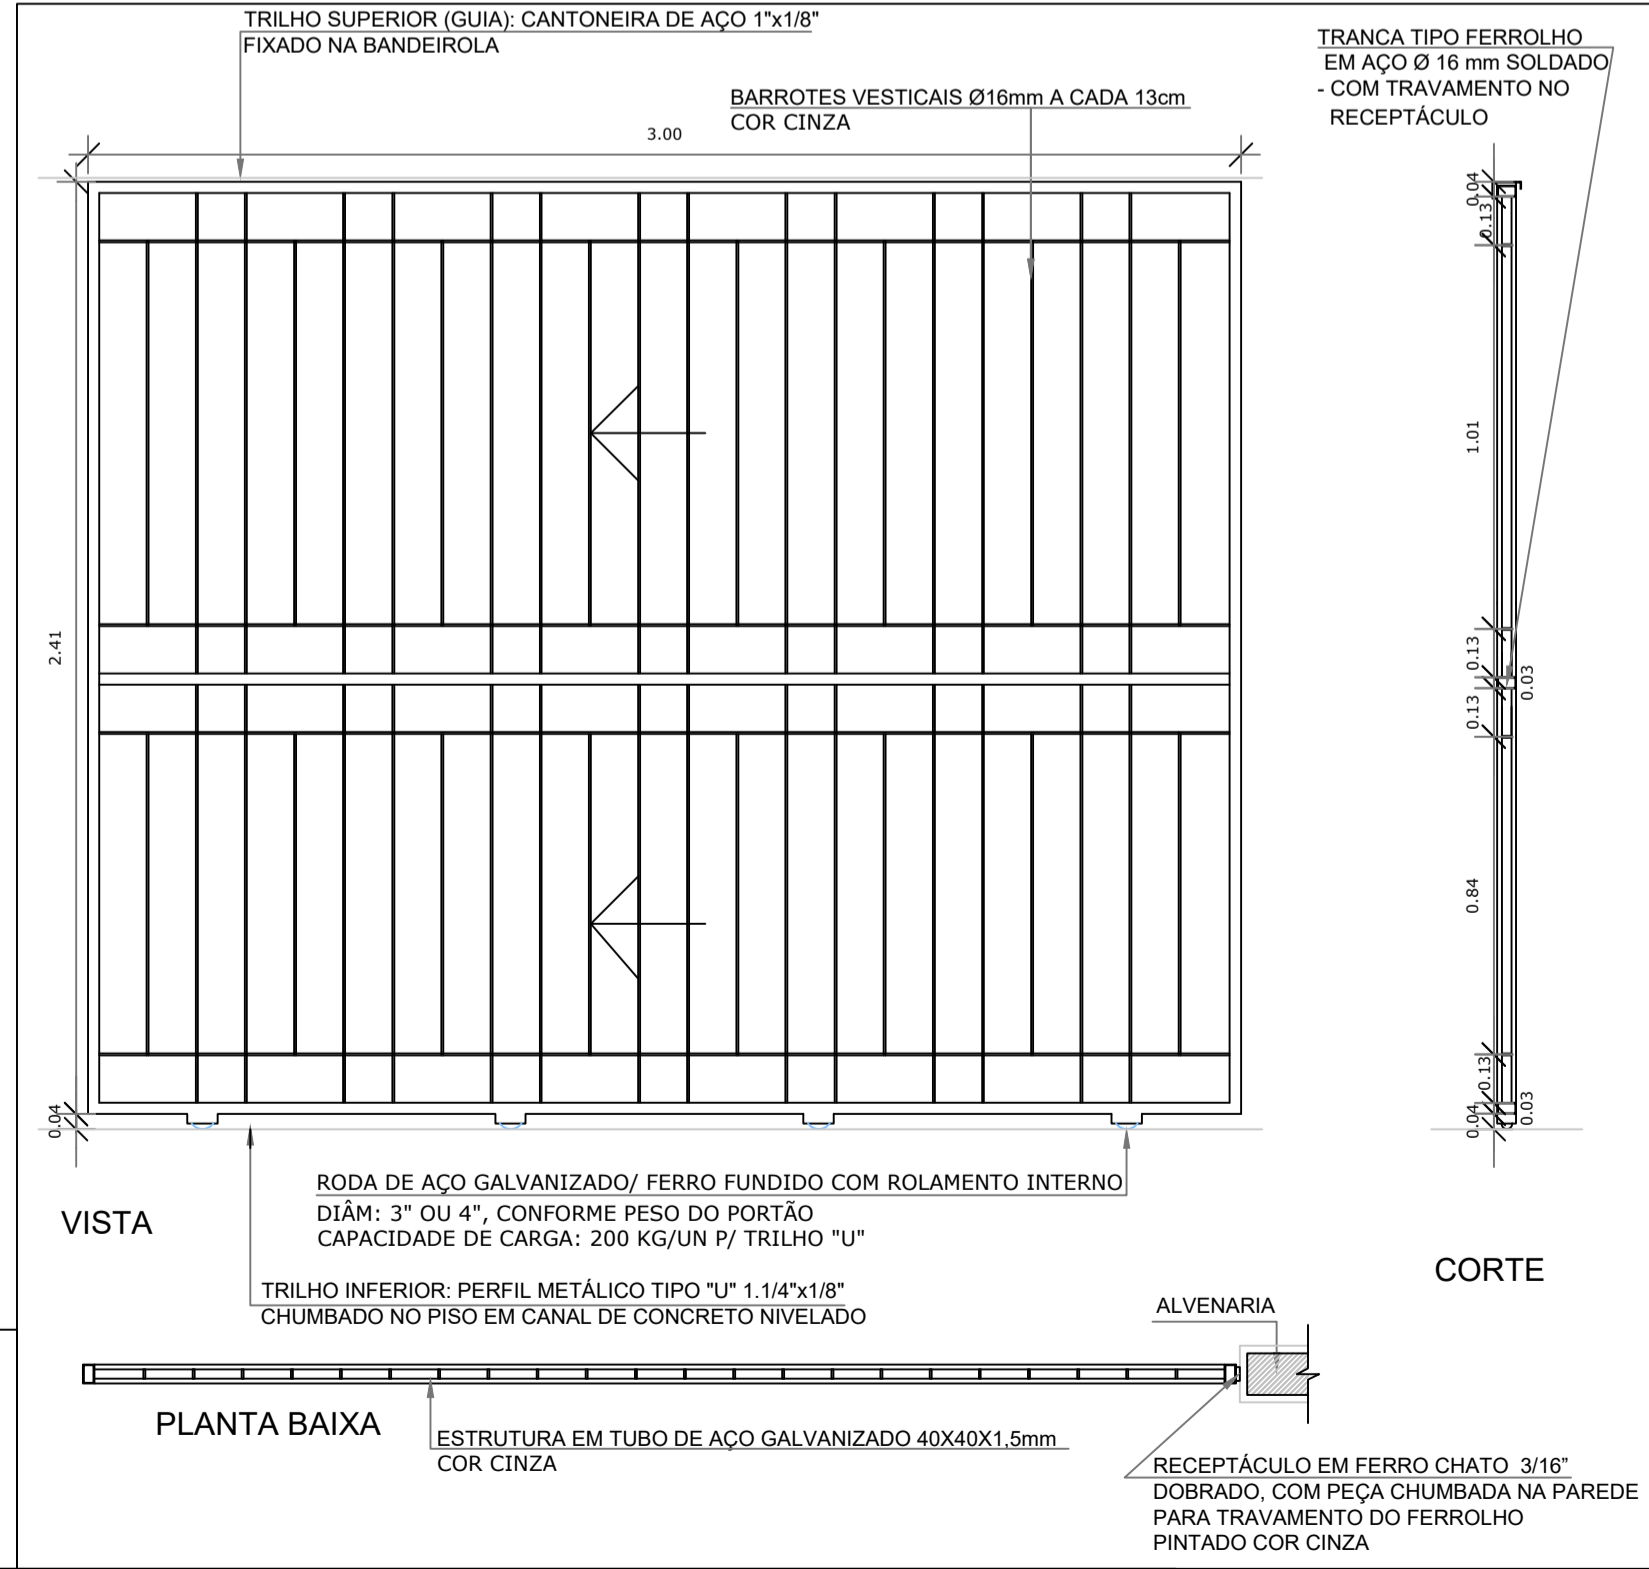 TRILHO SUPERIOR (GUIA): CANTONEIRA DE AÇO 1"x1/8"
FIXADO NA BANDEIROLA
TRANCA TIPO FERROLHO
EM AÇO Ø 16 mm SOLDADO
- COM TRAVAMENTO NO
RECEPTÁCULO
BARROTES VESTICAIS Ø16mm A CADA 13cm
COR CINZA
3.00
2.41
0.04
0.04
0.13
1.01
0.13
0.03
0.13
0.84
0.13
0.03
0.04
RODA DE AÇO GALVANIZADO/ FERRO FUNDIDO COM ROLAMENTO INTERNO
DIÂM: 3" OU 4", CONFORME PESO DO PORTÃO
CAPACIDADE DE CARGA: 200 KG/UN P/ TRILHO "U"
VISTA
CORTE
TRILHO INFERIOR: PERFIL METÁLICO TIPO "U" 1.1/4"x1/8"
CHUMBADO NO PISO EM CANAL DE CONCRETO NIVELADO
ALVENARIA
PLANTA BAIXA
ESTRUTURA EM TUBO DE AÇO GALVANIZADO 40X40X1,5mm
COR CINZA
RECEPTÁCULO EM FERRO CHATO 3/16”
DOBRADO, COM PEÇA CHUMBADA NA PAREDE
PARA TRAVAMENTO DO FERROLHO
PINTADO COR CINZA